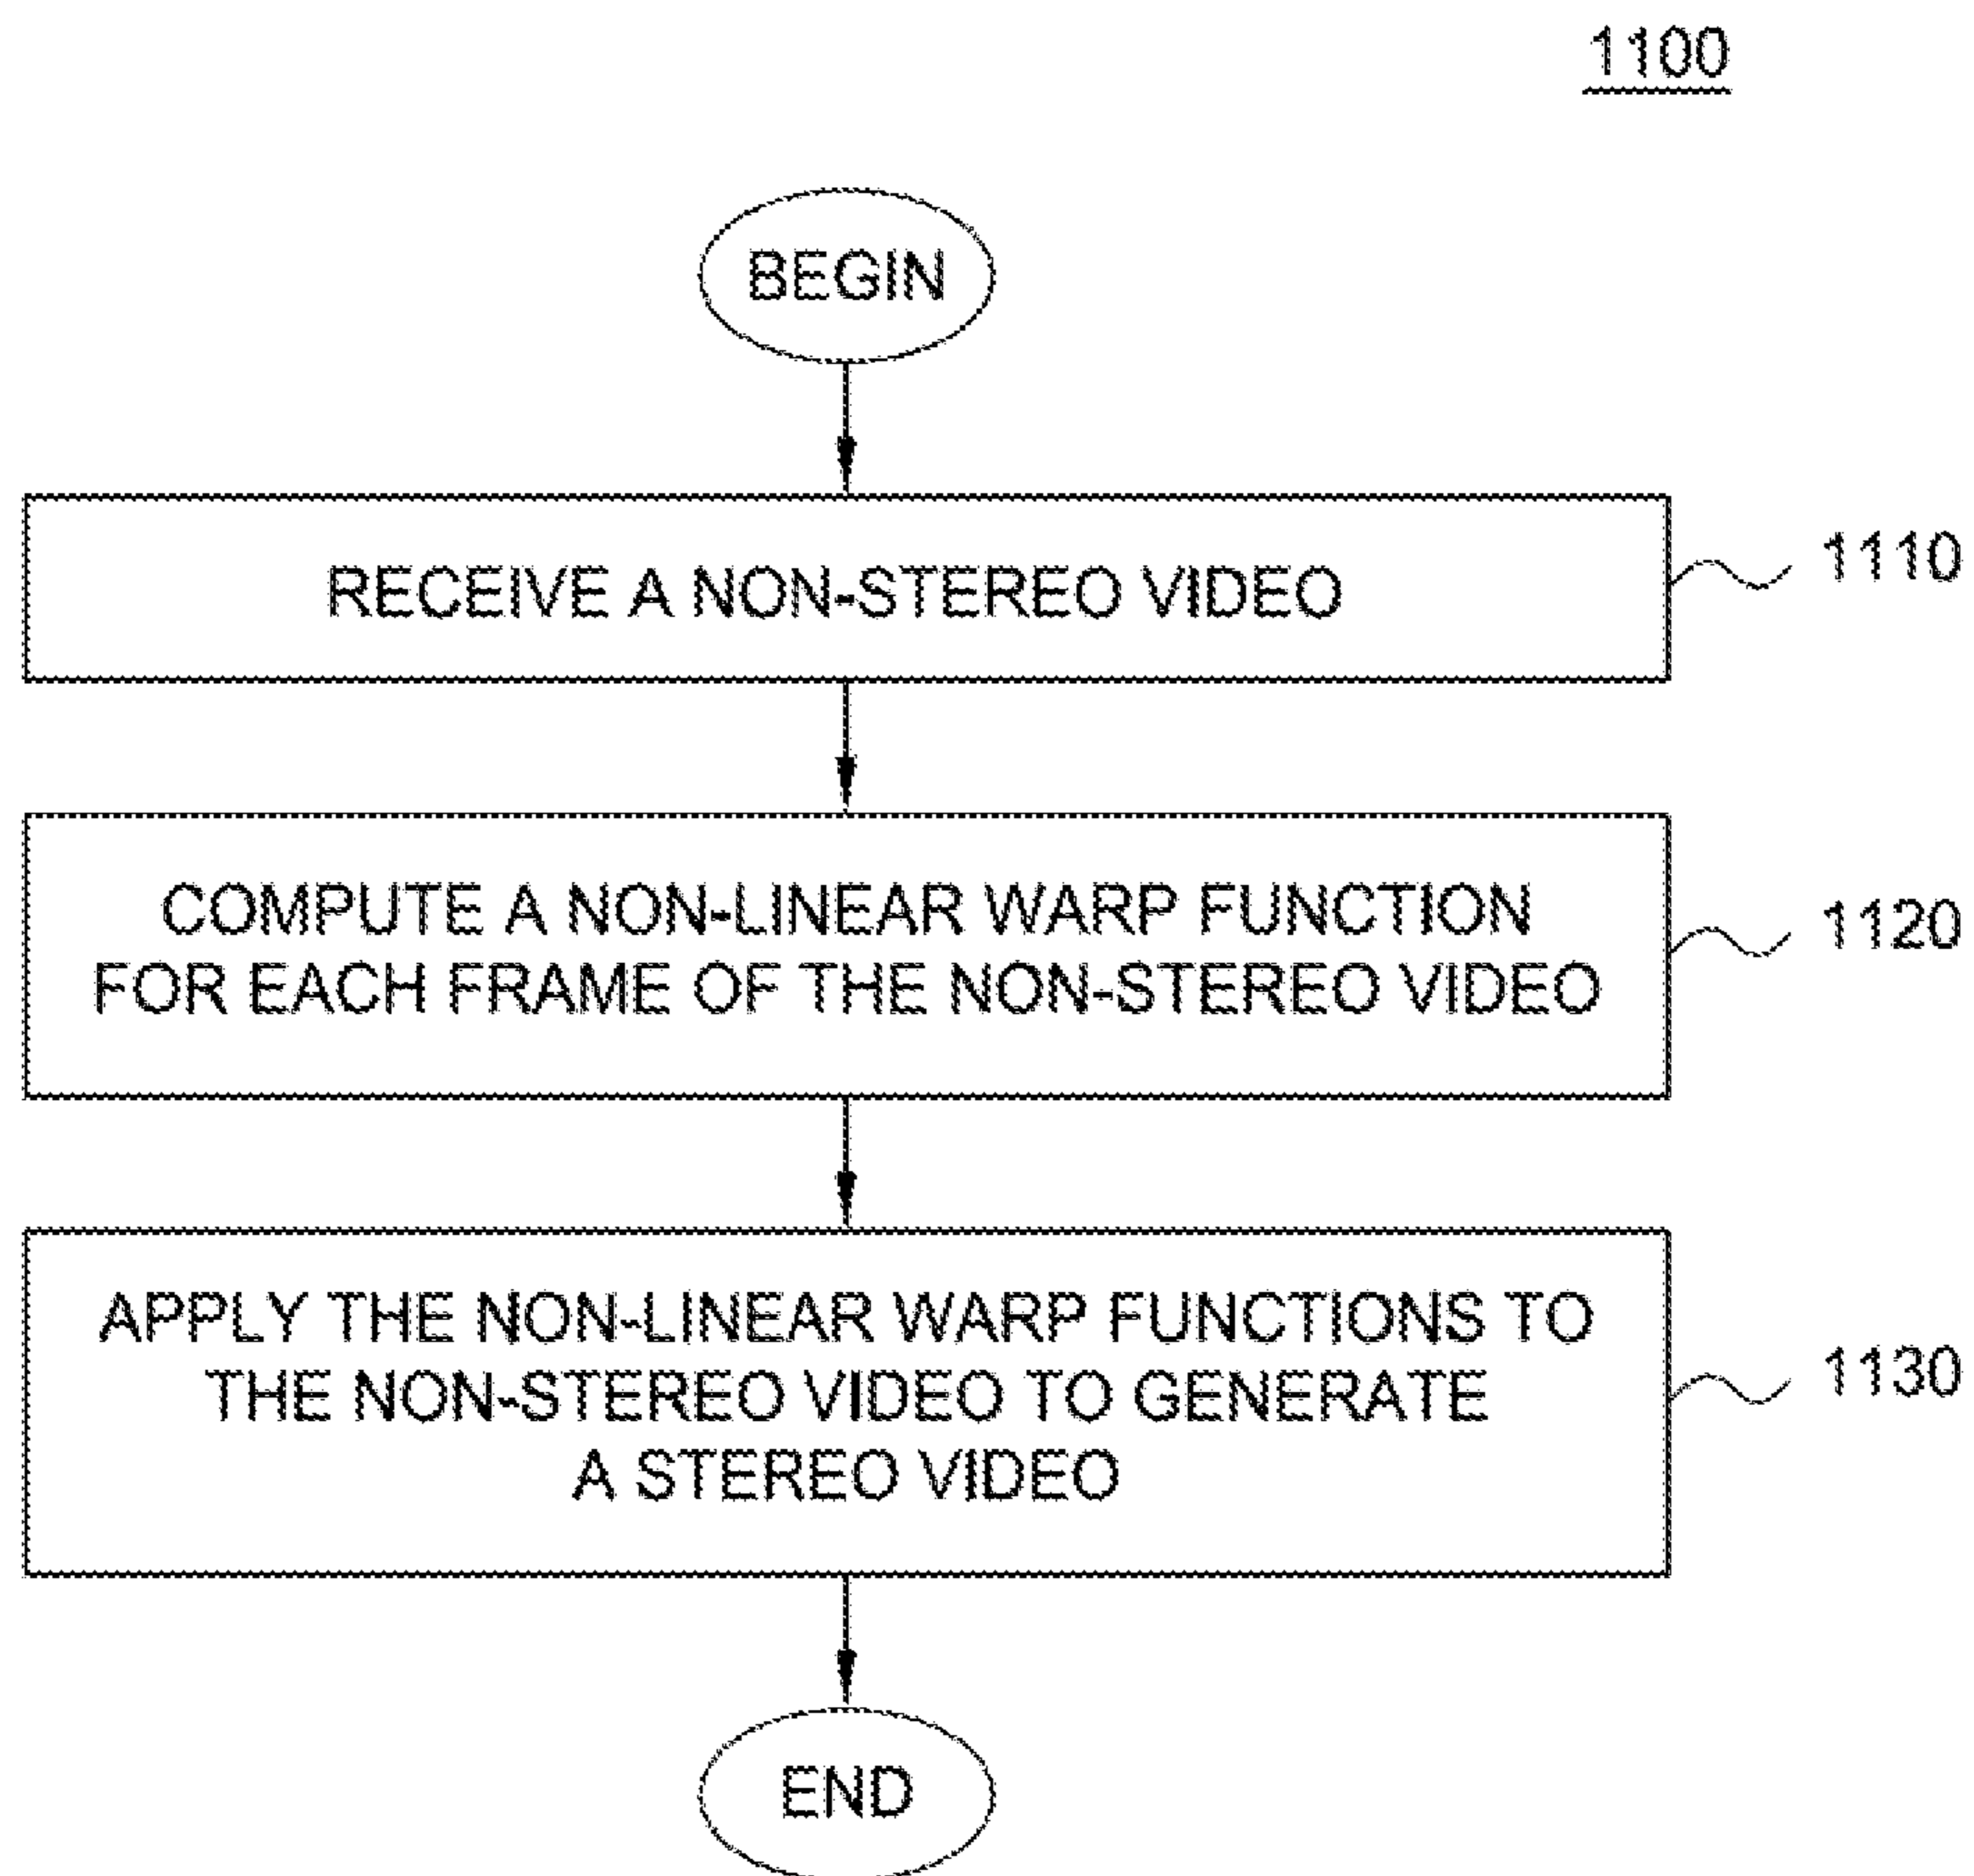 1100
BEGIN
RECEIVE A NON-STEREO VIDEO
1110
COMPUTE A NON-LINEAR WARP FUNCTION
FOR EACH FRAME OF THE NON-STEREO VIDEO
1120
APPLY THE NON-LINEAR WARP FUNCTIONS TO
THE NON-STEREO VIDEO TO GENERATE
A STEREO VIDEO
1130
END